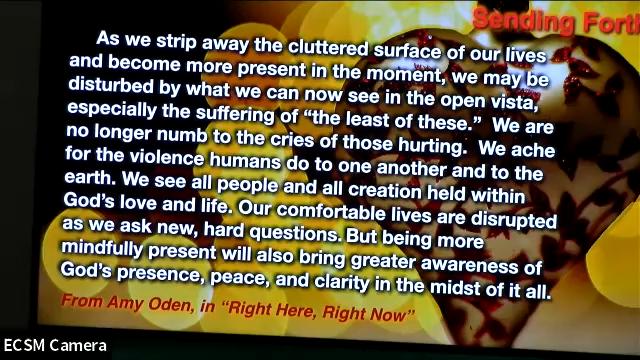 Sending Forth
As we strip away the cluttered surface of our lives
and become more present in the moment, we may be
disturbed by what we can now see in the open vista,
especially the suffering of “the least of these.” We are
no longer numb to the cries of those hurting. We ache
for the violence humans do to one another and to the
earth. We see all people and all creation held within
God’s love and life. Our comfortable lives are disrupted
as we ask new, hard questions. But being more
mindfully present will also bring greater awareness of
God’s presence, peace, and clarity in the midst of it all.
From Amy Oden, in “Right Here, Right Now”
ECSM Camera